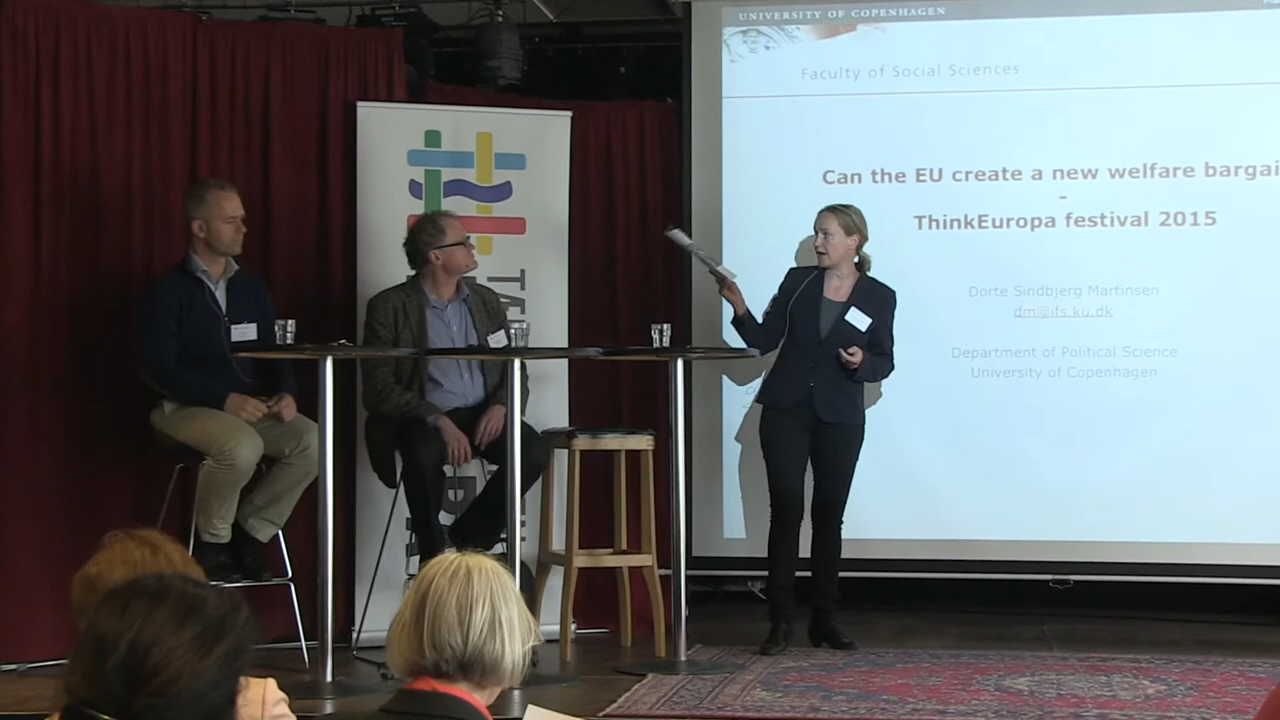 UNIVERSITY OF COPENHAGEN
Faculty of Social Sciences
Can the EU create a new welfare bargai
-
ThinkEuropa festival 2015
Dorte Sindbjerg Martinsen
dm@ifs.ku.dk
Department of Political Science
University of Copenhagen